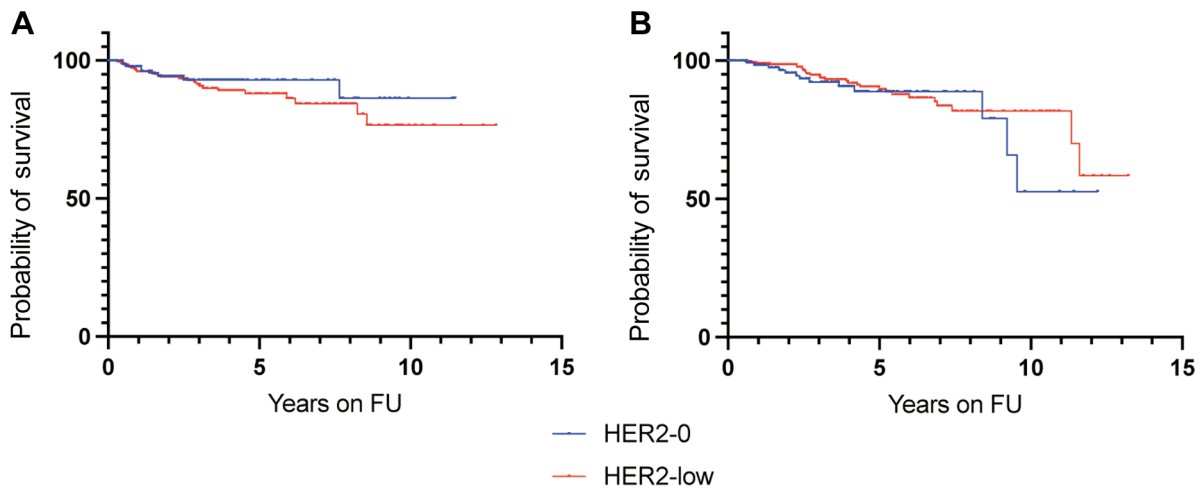 A
Probability of survival
100
50
0
0 5 10 15
Years on FU
B
Probability of survival
100
50
0
0 5 10 15
Years on FU
HER2-0
HER2-low